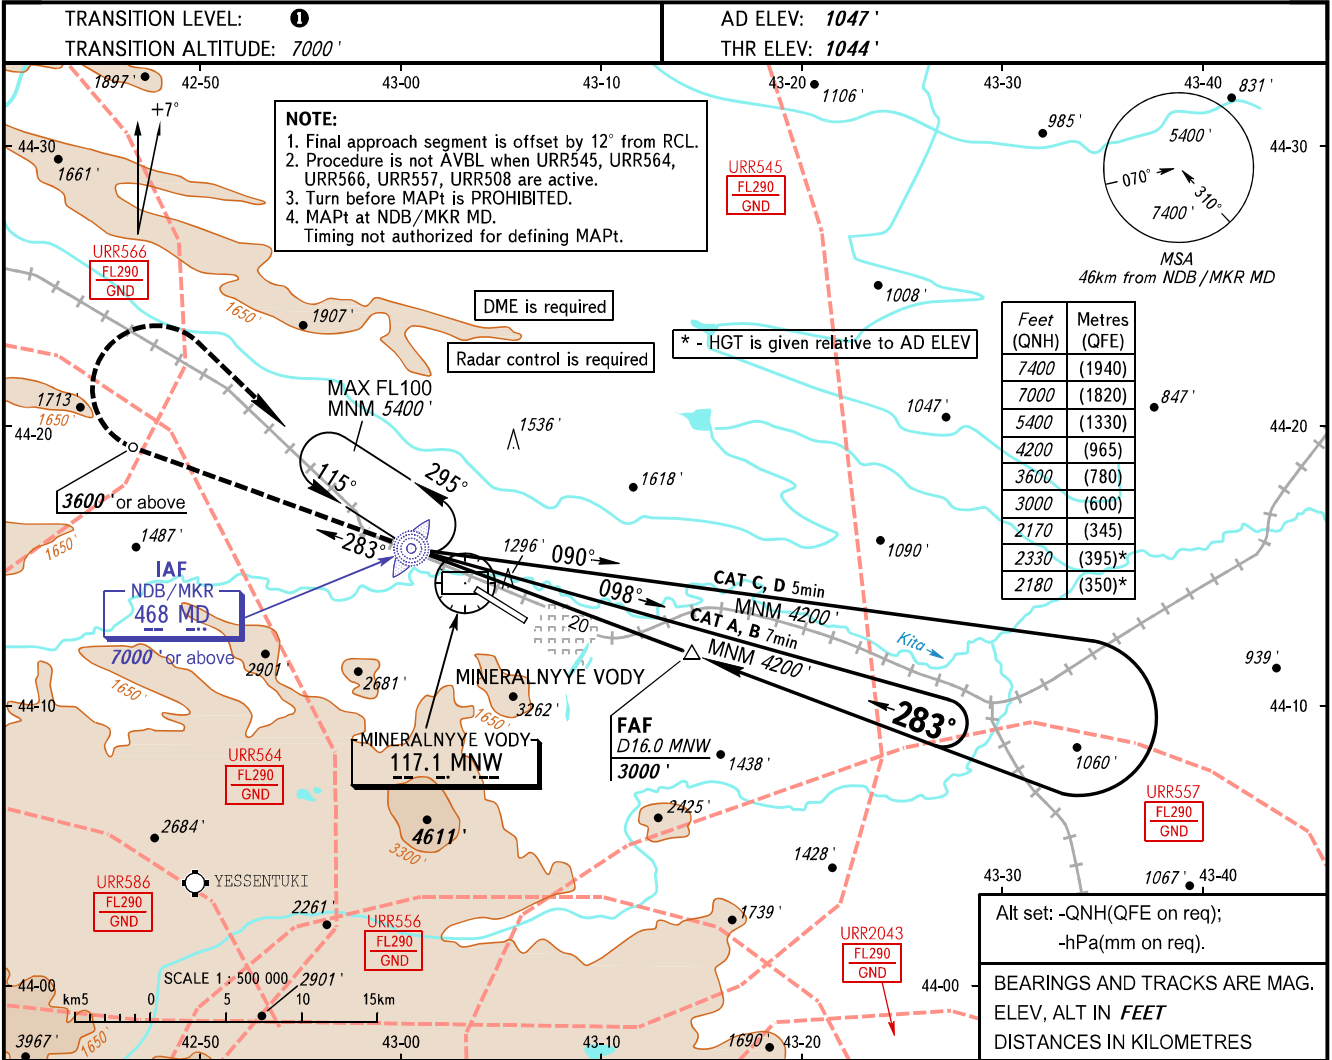 TRANSITION LEVEL: ❶
TRANSITION ALTITUDE: 7000'
AD ELEV: 1047'
THR ELEV: 1044'
42-50
43-00
43-10
43-20
43-30
43-40
1897'
+7°
44-30
1661'
NOTE:
1. Final approach segment is offset by 12° from RCL.
2. Procedure is not AVBL when URR545, URR564,
URR566, URR557, URR508 are active.
3. Turn before MAPt is PROHIBITED.
4. MAPt at NDB/MKR MD.
Timing not authorized for defining MAPt.
1106'
985'
831'
44-30
URR545
FL290
GND
5400'
070°
310°
7400'
MSA
46km from NDB/MKR MD
URR566
FL290
GND
1650'
1907'
DME is required
Radar control is required
1008'
* - HGT is given relative to AD ELEV
Feet (QNH) Metres (QFE)
7400 (1940)
7000 (1820)
5400 (1330)
4200 (965)
3600 (780)
3000 (600)
2170 (345)
2330 (395)*
2180 (350)*
1713'
1650'
44-20
MAX FL100
MNM 5400'
1536'
1047'
847'
44-20
115°
295°
1618'
3600' or above
1487'
1650'
283°
1296'
090°
1090'
IAF
NDB/MKR
468 MD
7000' or above
098°
CAT C, D 5min
MNM 4200'
CAT A, B 7min
MNM 4200'
20
Kita
939'
2901'
1650'
2681'
MINERALNYYE VODY
1650'
3262'
44-10
44-10
283°
FAF
D16.0 MNW
3000'
MINERALNYYE VODY
117.1 MNW
1438'
1060'
URR564
FL290
GND
URR557
FL290
GND
2425'
4611'
3300'
2684'
1428'
YESSENTUKI
URR586
FL290
GND
43-30
43-40
1067'
2261'
URR556
FL290
GND
1739'
URR2043
FL290
GND
Alt set: -QNH(QFE on req);
-hPa(mm on req).
44-00
SCALE 1 : 500 000
2901'
km5 0 5 10 15km
44-00
BEARINGS AND TRACKS ARE MAG.
ELEV, ALT IN FEET
DISTANCES IN KILOMETRES
3967'
1650'
42-50
43-00
43-10
1690'
43-20